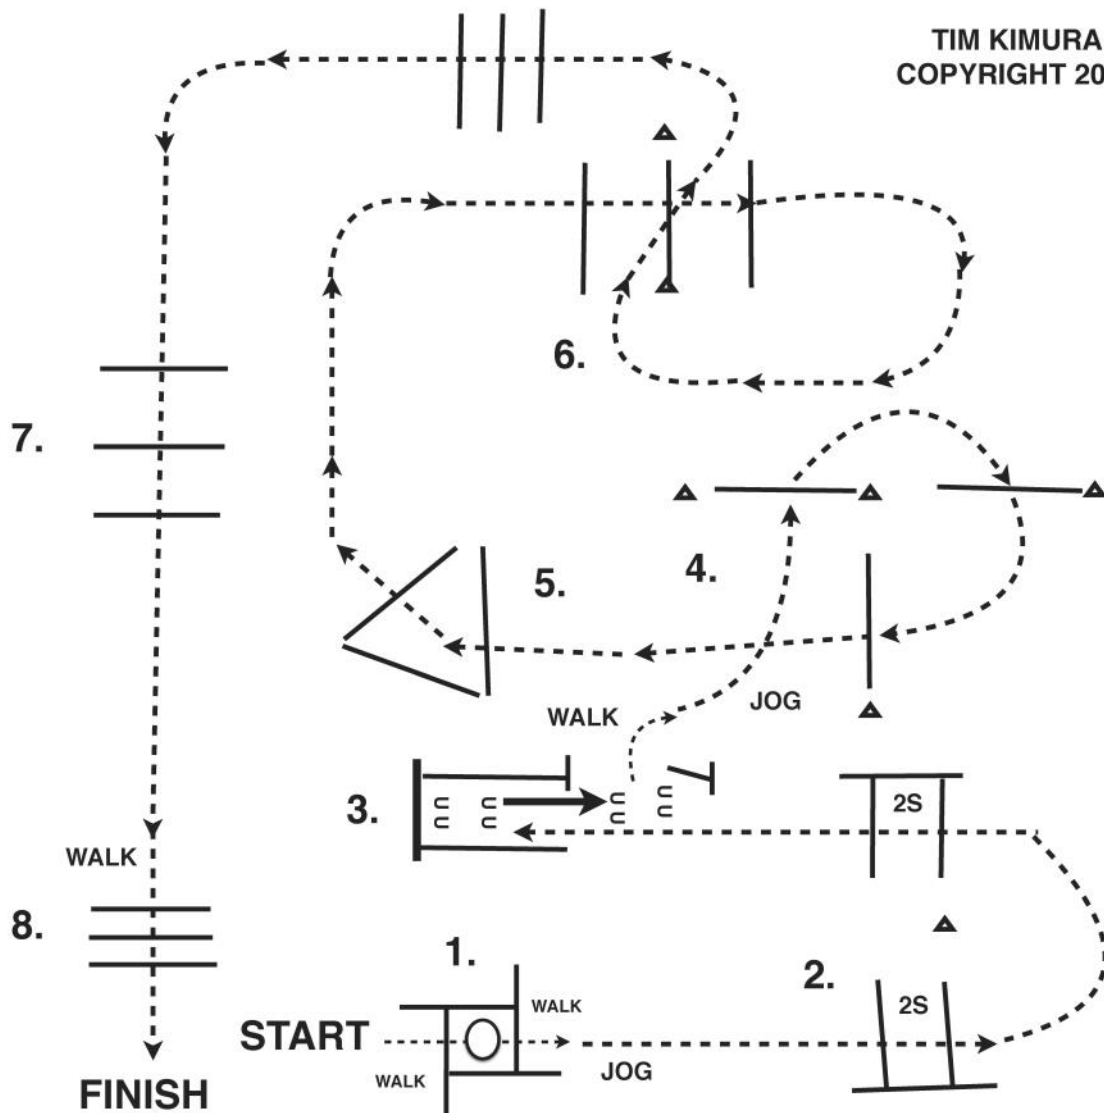 TIM KIMURA
COPYRIGHT 20
6.
7.
4.
5.
WALK
JOG
3.
2S
WALK
8.
1.
2.
WALK
2S
START
JOG
WALK
FINISH